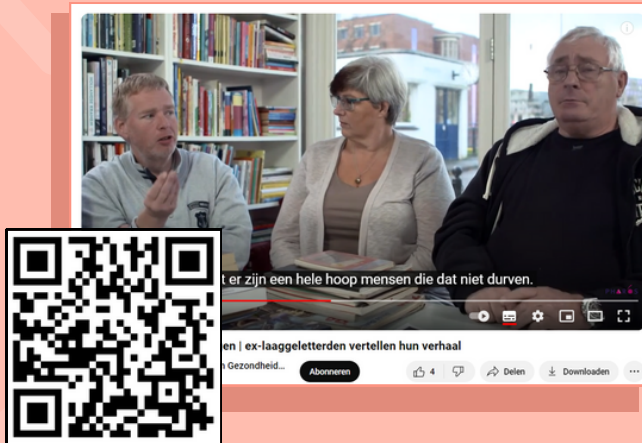 t er zijn een hele hoop mensen die dat niet durven.
PHAROS
en | ex-laaggeletterden vertellen hun verhaal
n Gezondheid...
Abonneren
4
Delen
Downloaden
...